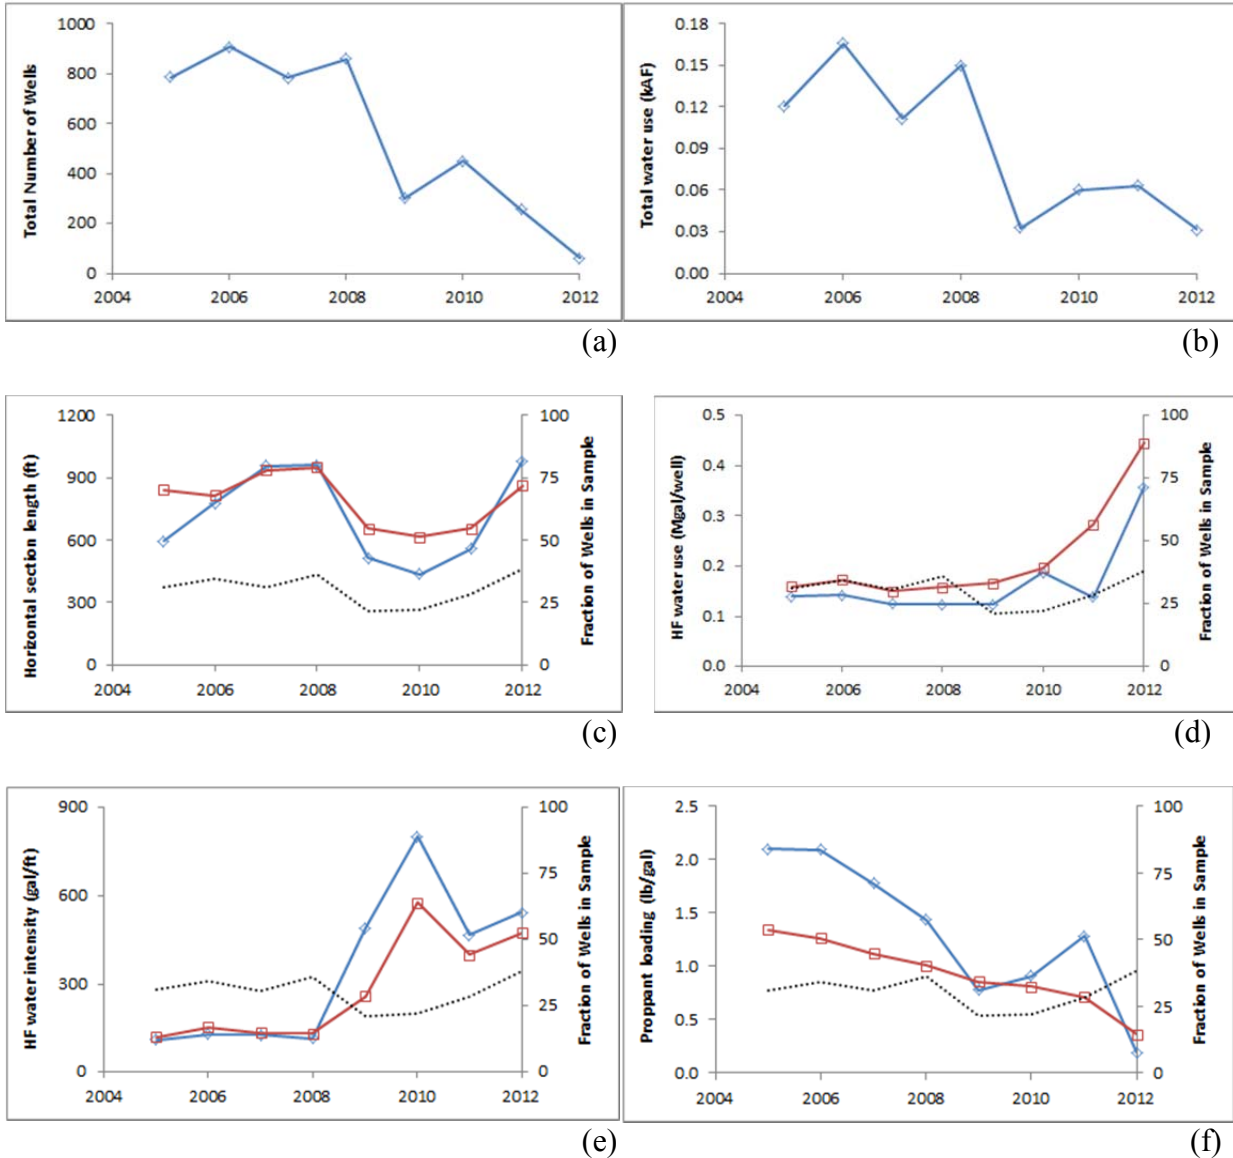 Total Number of Wells
1000
800
600
400
200
0
2004 2006 2008 2010 2012
(a)
Total water use (kAF)
0.18
0.15
0.12
0.09
0.06
0.03
0.00
2004 2006 2008 2010 2012
(b)
Horizontal section length (ft)
1200
900
600
300
0
2004 2006 2008 2010 2012
100
75
50
25
0
Fraction of Wells in Sample
(c)
HF water use (Mgal/well)
0.5
0.4
0.3
0.2
0.1
0.0
2004 2006 2008 2010 2012
100
75
50
25
0
Fraction of Wells in Sample
(d)
HF water intensity (gal/ft)
900
600
300
0
2004 2006 2008 2010 2012
100
75
50
25
0
Fraction of Wells in Sample
(e)
Proppant loading (lb/gal)
2.5
2.0
1.5
1.0
0.5
0.0
2004 2006 2008 2010 2012
100
75
50
25
0
Fraction of Wells in Sample
(f)